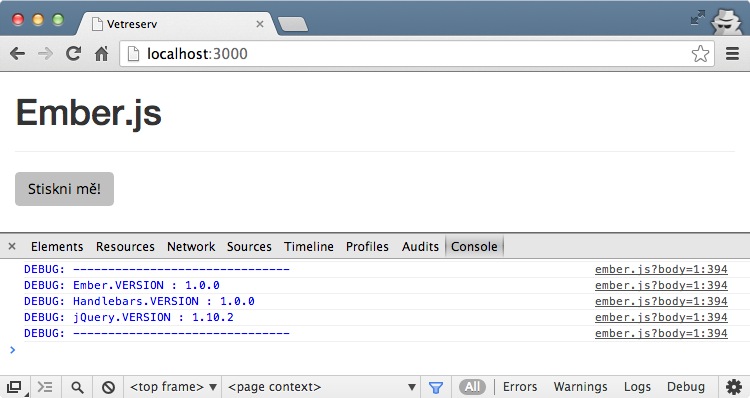 Vetreserv
localhost:3000
Ember.js
Stiskni mě!
Elements Resources Network Sources Timeline Profiles Audits Console
DEBUG: ------------------------------- ember.js?body=1:394
DEBUG: Ember.VERSION : 1.0.0 ember.js?body=1:394
DEBUG: Handlebars.VERSION : 1.0.0 ember.js?body=1:394
DEBUG: jQuery.VERSION : 1.10.2 ember.js?body=1:394
DEBUG: ------------------------------- ember.js?body=1:394
<top frame> <page context> All Errors Warnings Logs Debug